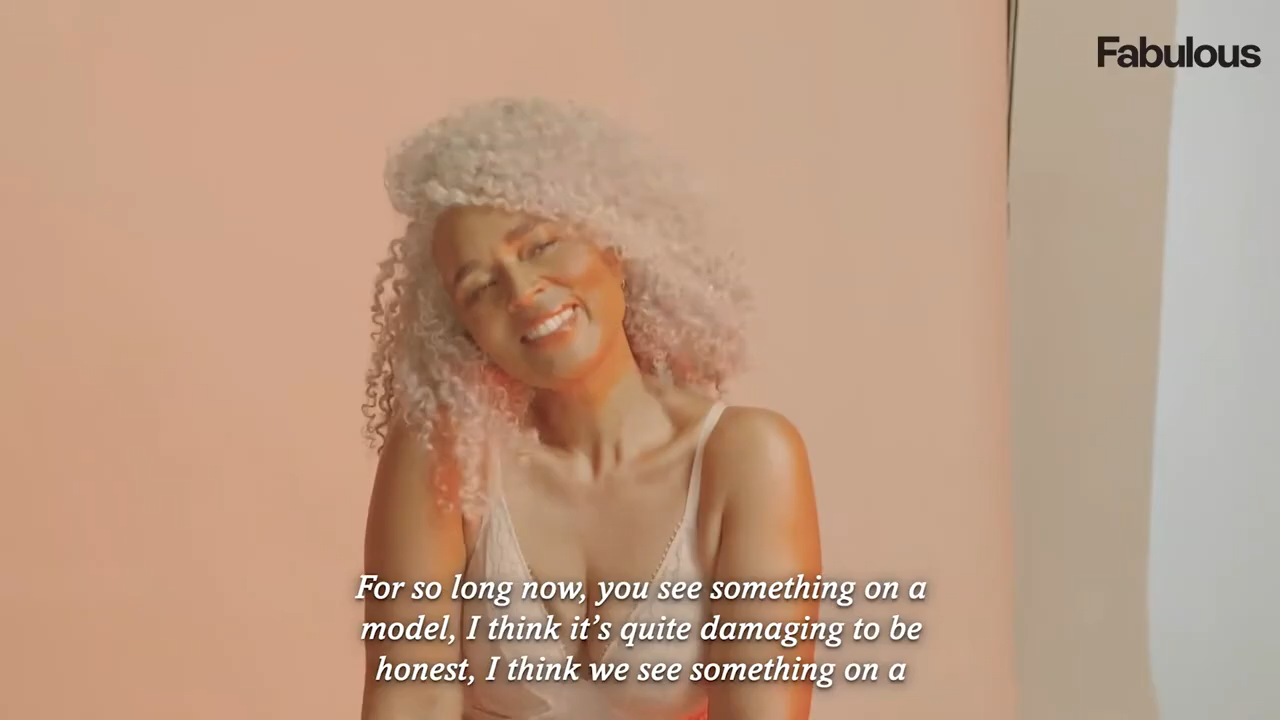 Fabulous
For so long now, you see something on a
model, I think it’s quite damaging to be
honest, I think we see something on a